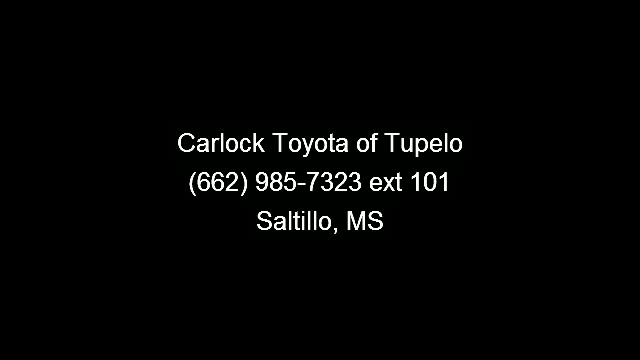 Carlock Toyota of Tupelo
(662) 985-7323 ext 101
Saltillo, MS